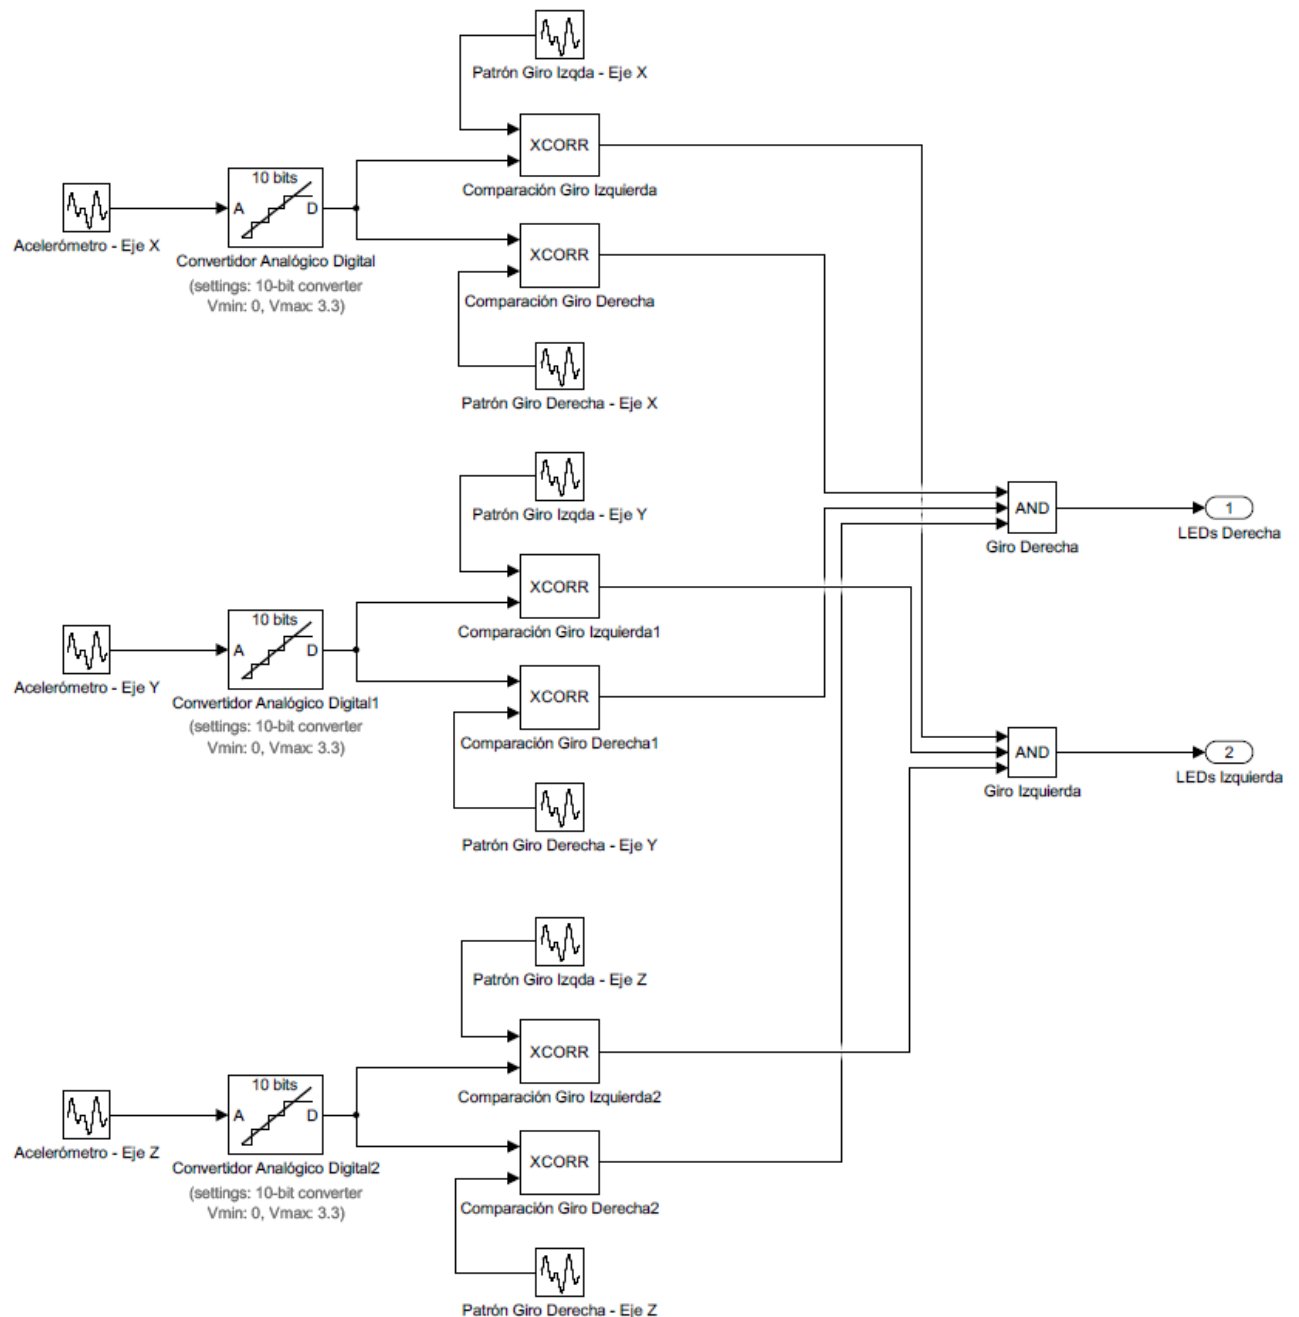 Patrón Giro Izqda - Eje X
XCORR
Comparación Giro Izquierda
10 bits
A D
Acelerómetro - Eje X
Convertidor Analógico Digital
(settings: 10-bit converter
Vmin: 0, Vmax: 3.3)
XCORR
Comparación Giro Derecha
Patrón Giro Derecha - Eje X
Patrón Giro Izqda - Eje Y
AND
Giro Derecha
1
LEDs Derecha
XCORR
Comparación Giro Izquierda1
10 bits
A D
Acelerómetro - Eje Y
Convertidor Analógico Digital1
(settings: 10-bit converter
Vmin: 0, Vmax: 3.3)
XCORR
Comparación Giro Derecha1
AND
Giro Izquierda
2
LEDs Izquierda
Patrón Giro Derecha - Eje Y
Patrón Giro Izqda - Eje Z
XCORR
Comparación Giro Izquierda2
10 bits
A D
Acelerómetro - Eje Z
Convertidor Analógico Digital2
(settings: 10-bit converter
Vmin: 0, Vmax: 3.3)
XCORR
Comparación Giro Derecha2
Patrón Giro Derecha - Eje Z